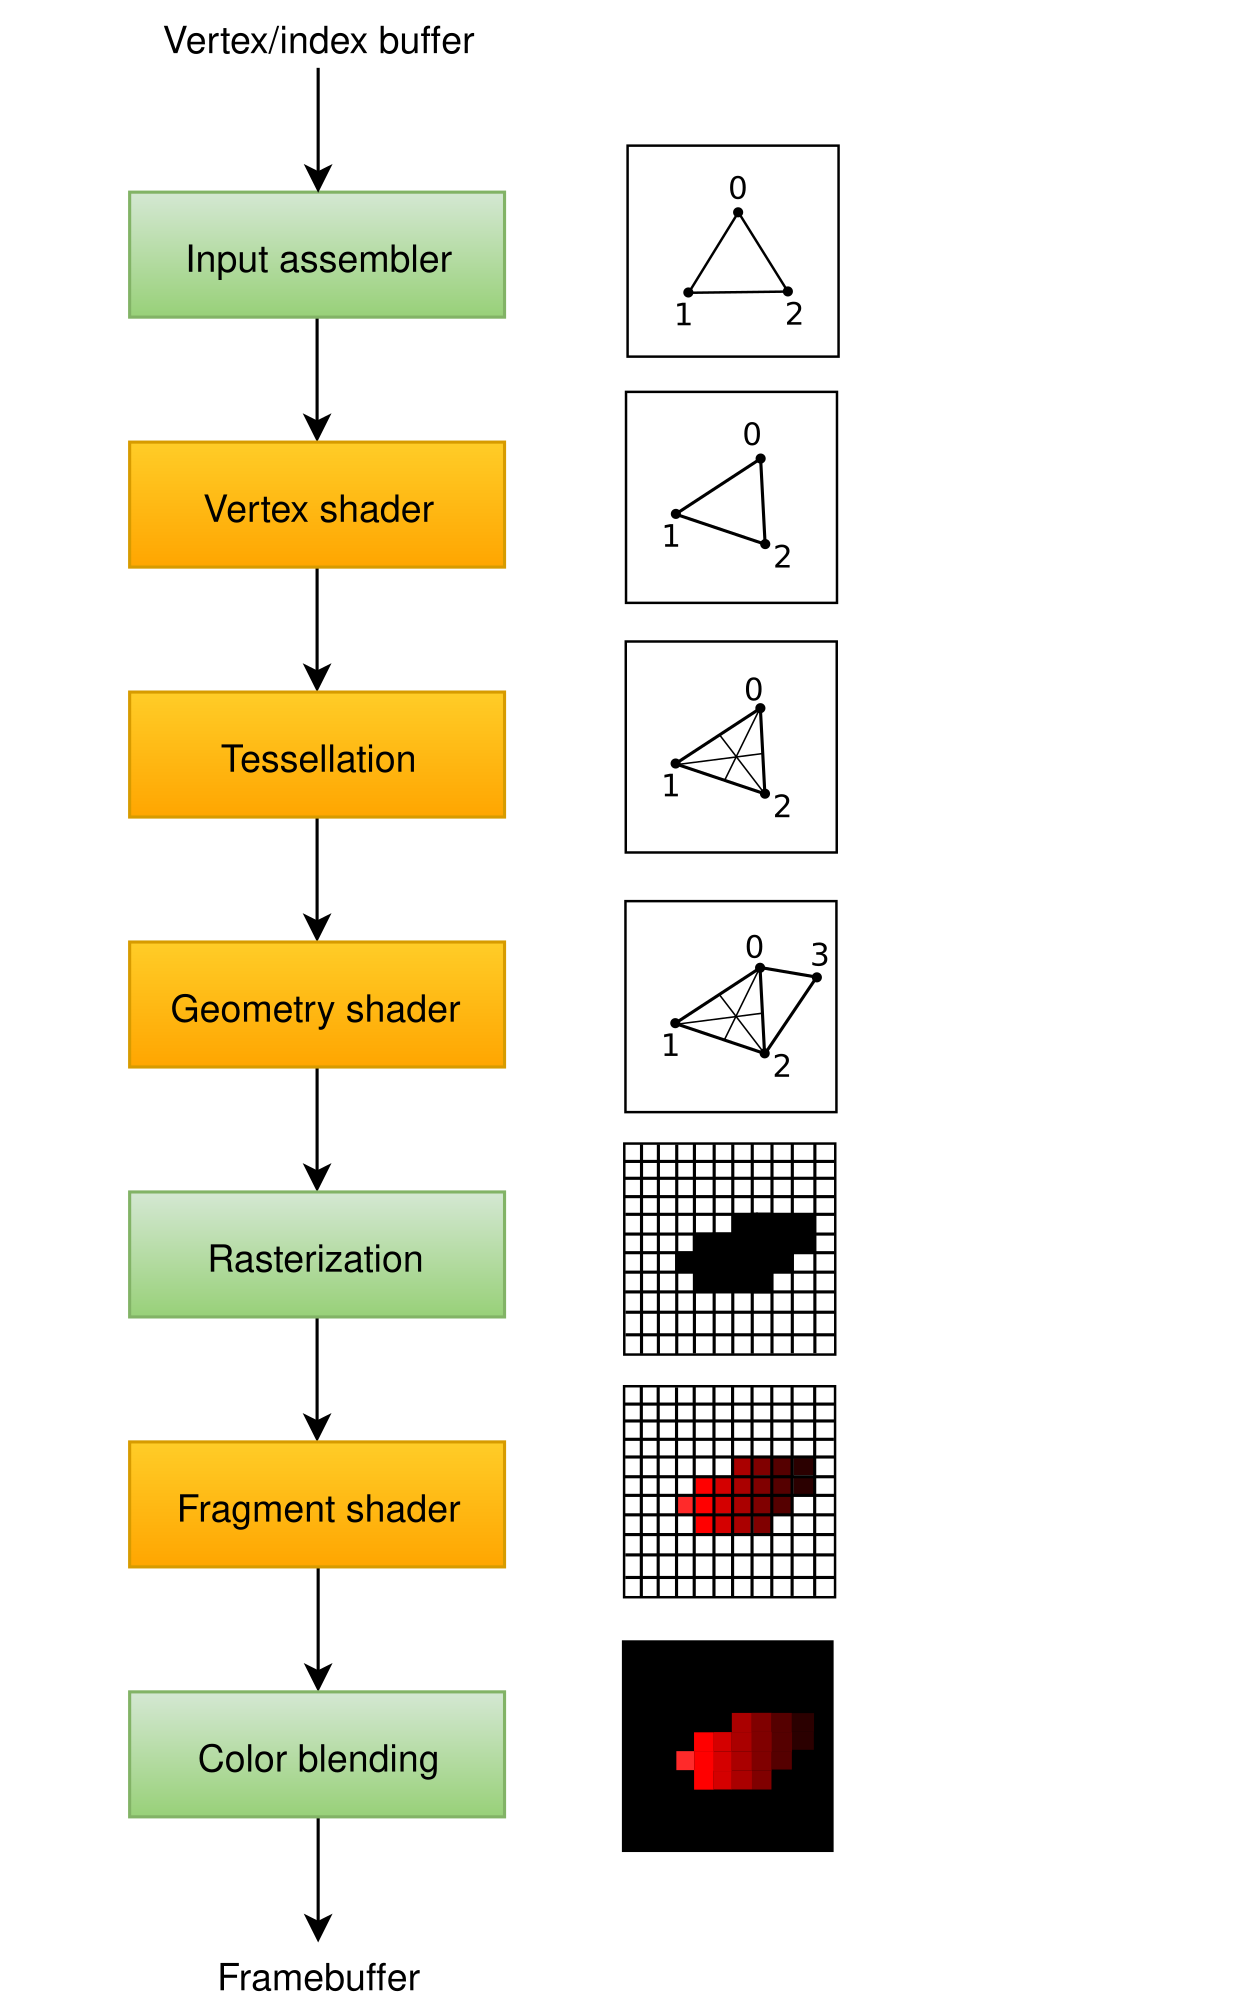 Vertex/index buffer
Input assembler
0
1
2
Vertex shader
0
1
2
Tessellation
0
1
2
Geometry shader
0
3
1
2
Rasterization
Fragment shader
Color blending
Framebuffer